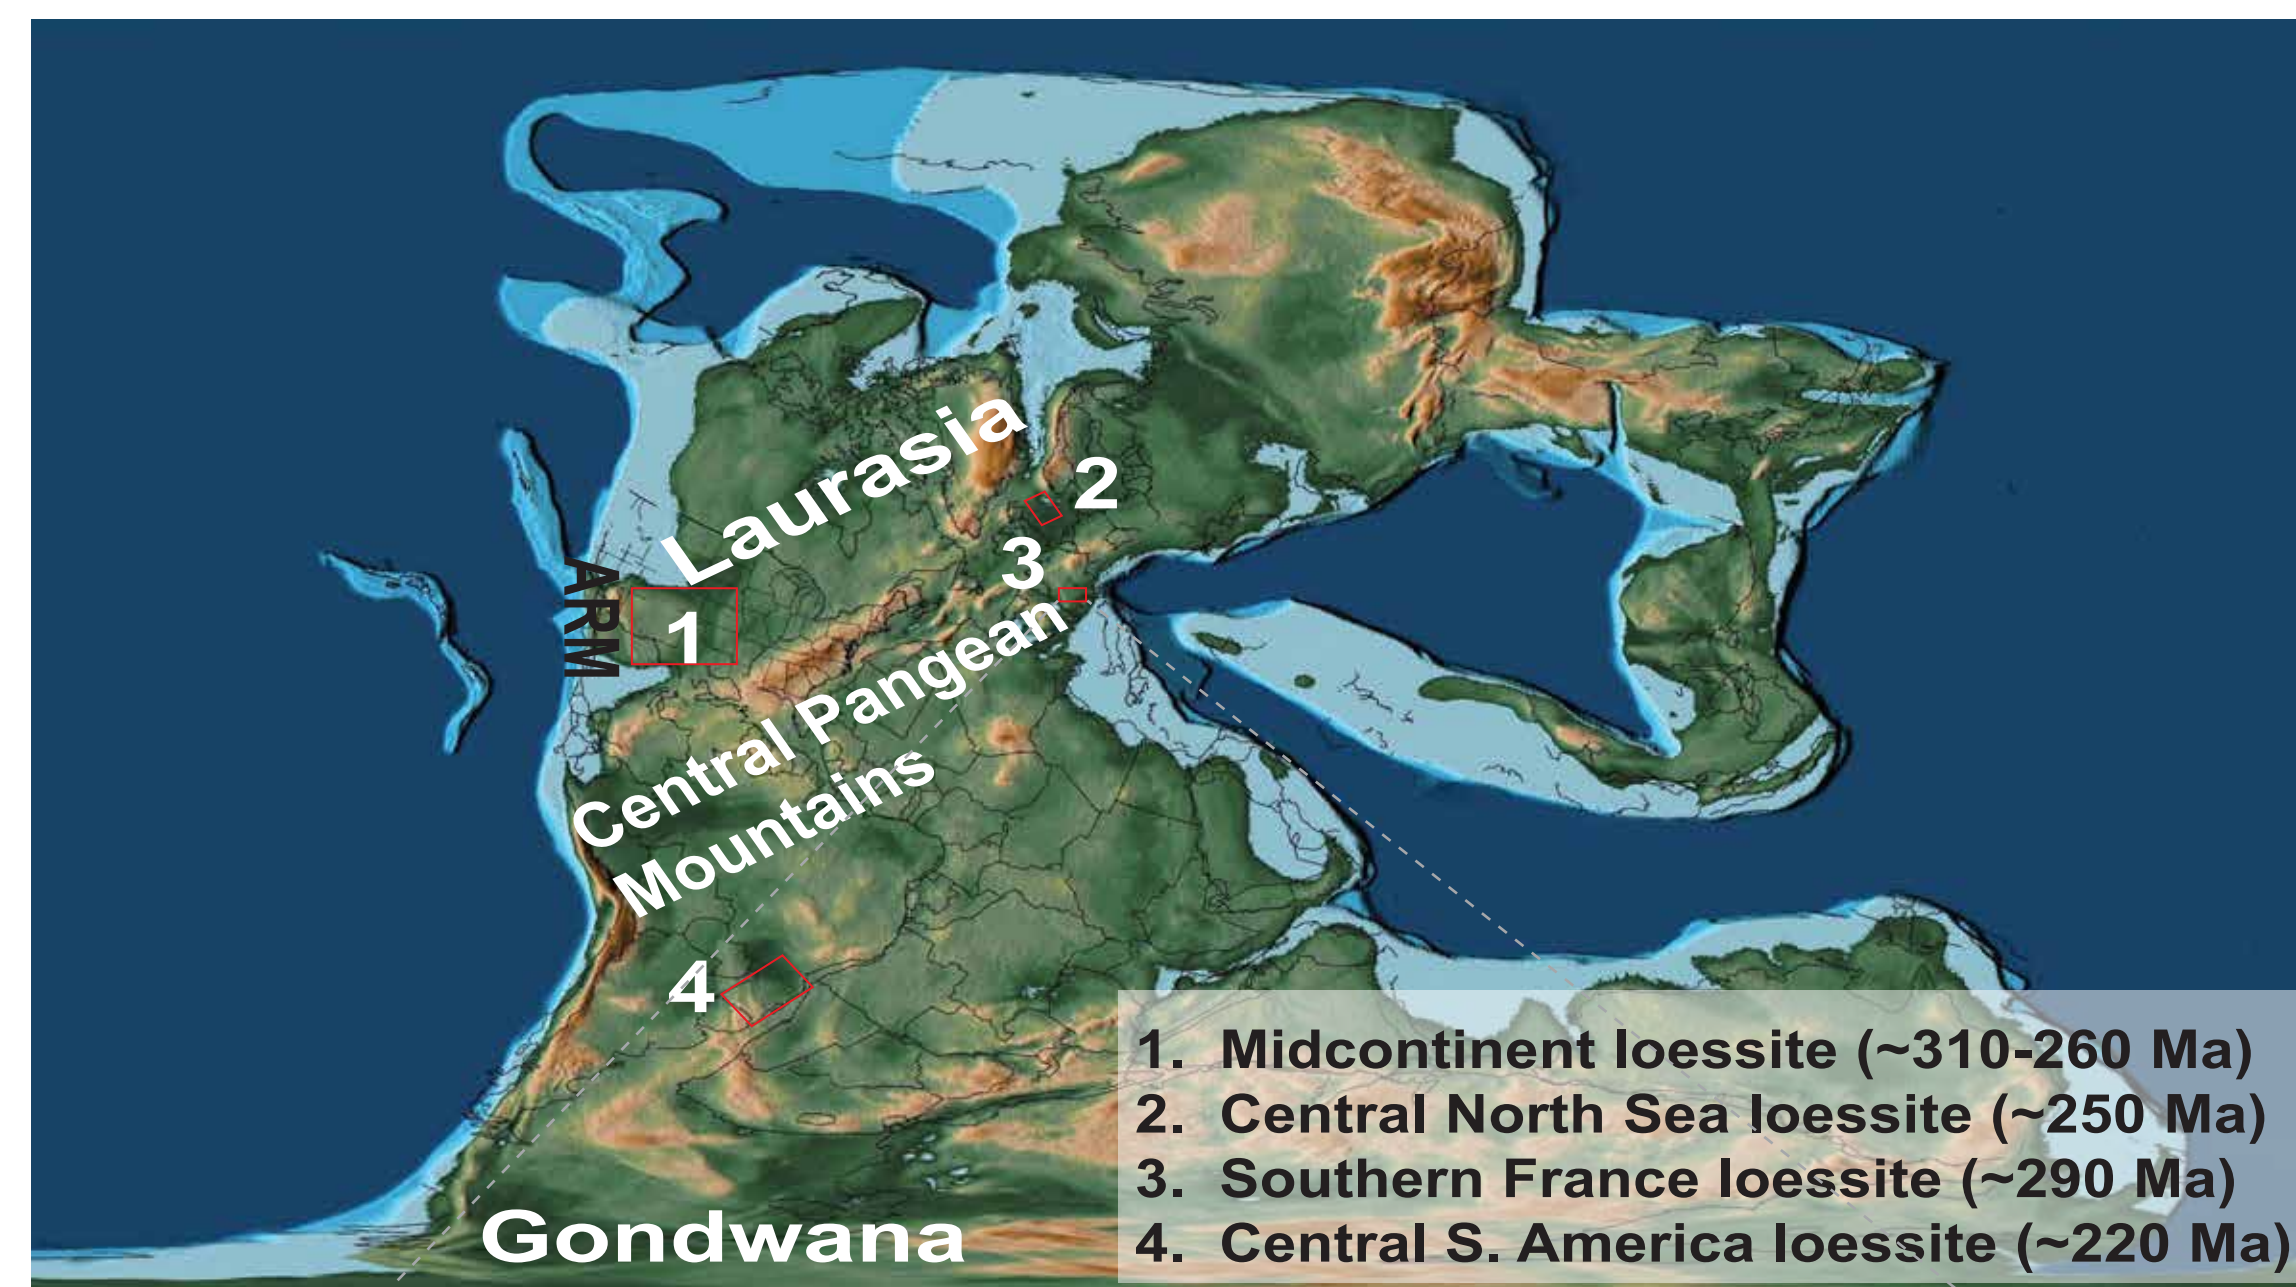 Laurasia
2
3
ARM
1
Central Pangean
Mountains
4
Gondwana
1. Midcontinent loessite (~310-260 Ma)
2. Central North Sea loessite (~250 Ma)
3. Southern France loessite (~290 Ma)
4. Central S. America loessite (~220 Ma)